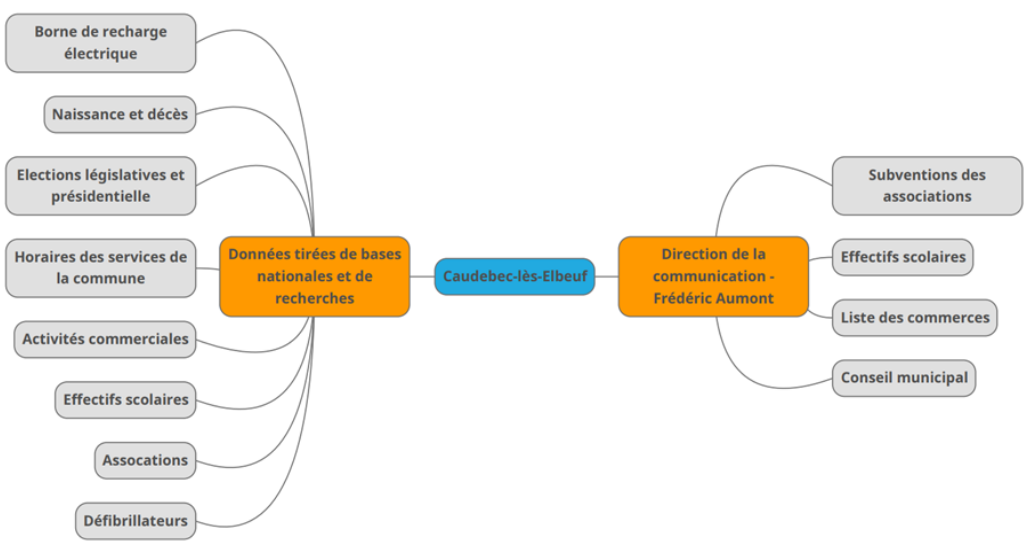 Borne de recharge
électrique
Naissance et décès
Elections législatives et
présidentielle
Horaires des services de
la commune
Activités commerciales
Effectifs scolaires
Assocations
Défibrillateurs
Données tirées de bases
nationales et de
recherches
Caudebec-lès-Elbeuf
Direction de la
communication -
Frédéric Aumont
Subventions des
associations
Effectifs scolaires
Liste des commerces
Conseil municipal